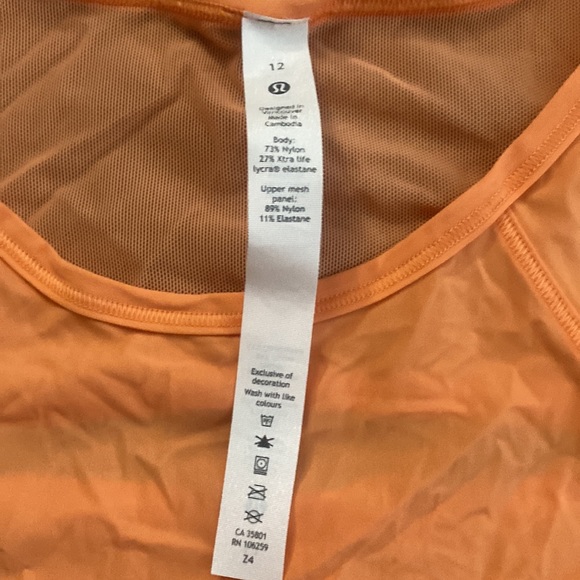 12
Designed in
Vancouver
Made in
Cambodia
Body:
73% Nylon
27% Xtra life
lycra® elastane
Upper mesh
panel:
89% Nylon
11% Elastane
Exclusive of
decoration
Wash with like
colours
CA 35801
RN 106259
Z4